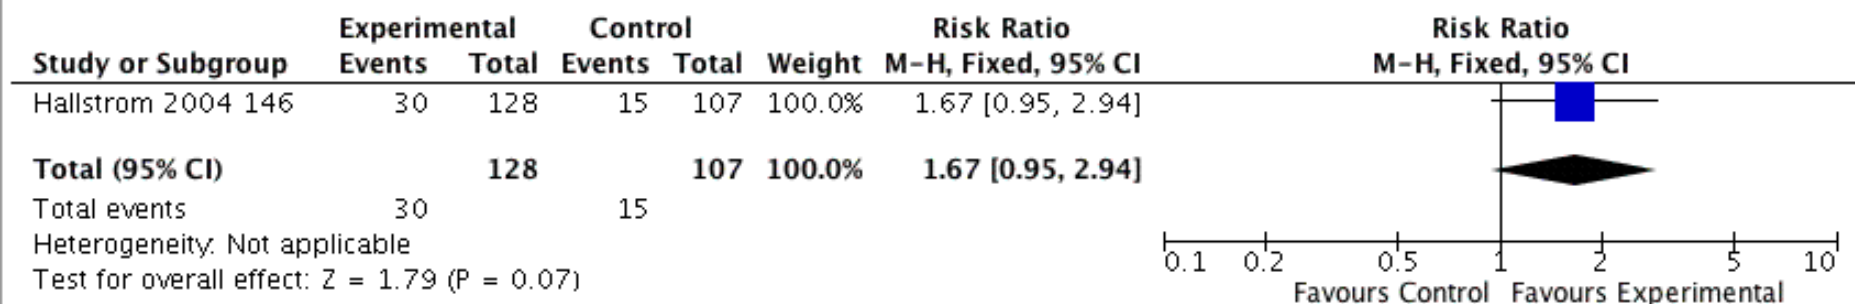 Experimental Control Risk Ratio Risk Ratio
Study or Subgroup Events Total Events Total Weight M-H, Fixed, 95% CI M-H, Fixed, 95% CI
Hallstrom 2004 146 30 128 15 107 100.0% 1.67 [0.95, 2.94]
Total (95% CI) 128 107 100.0% 1.67 [0.95, 2.94]
Total events 30 15
Heterogeneity: Not applicable
Test for overall effect: Z = 1.79 (P = 0.07)
0.1 0.2 0.5 1 2 5 10
Favours Control Favours Experimental